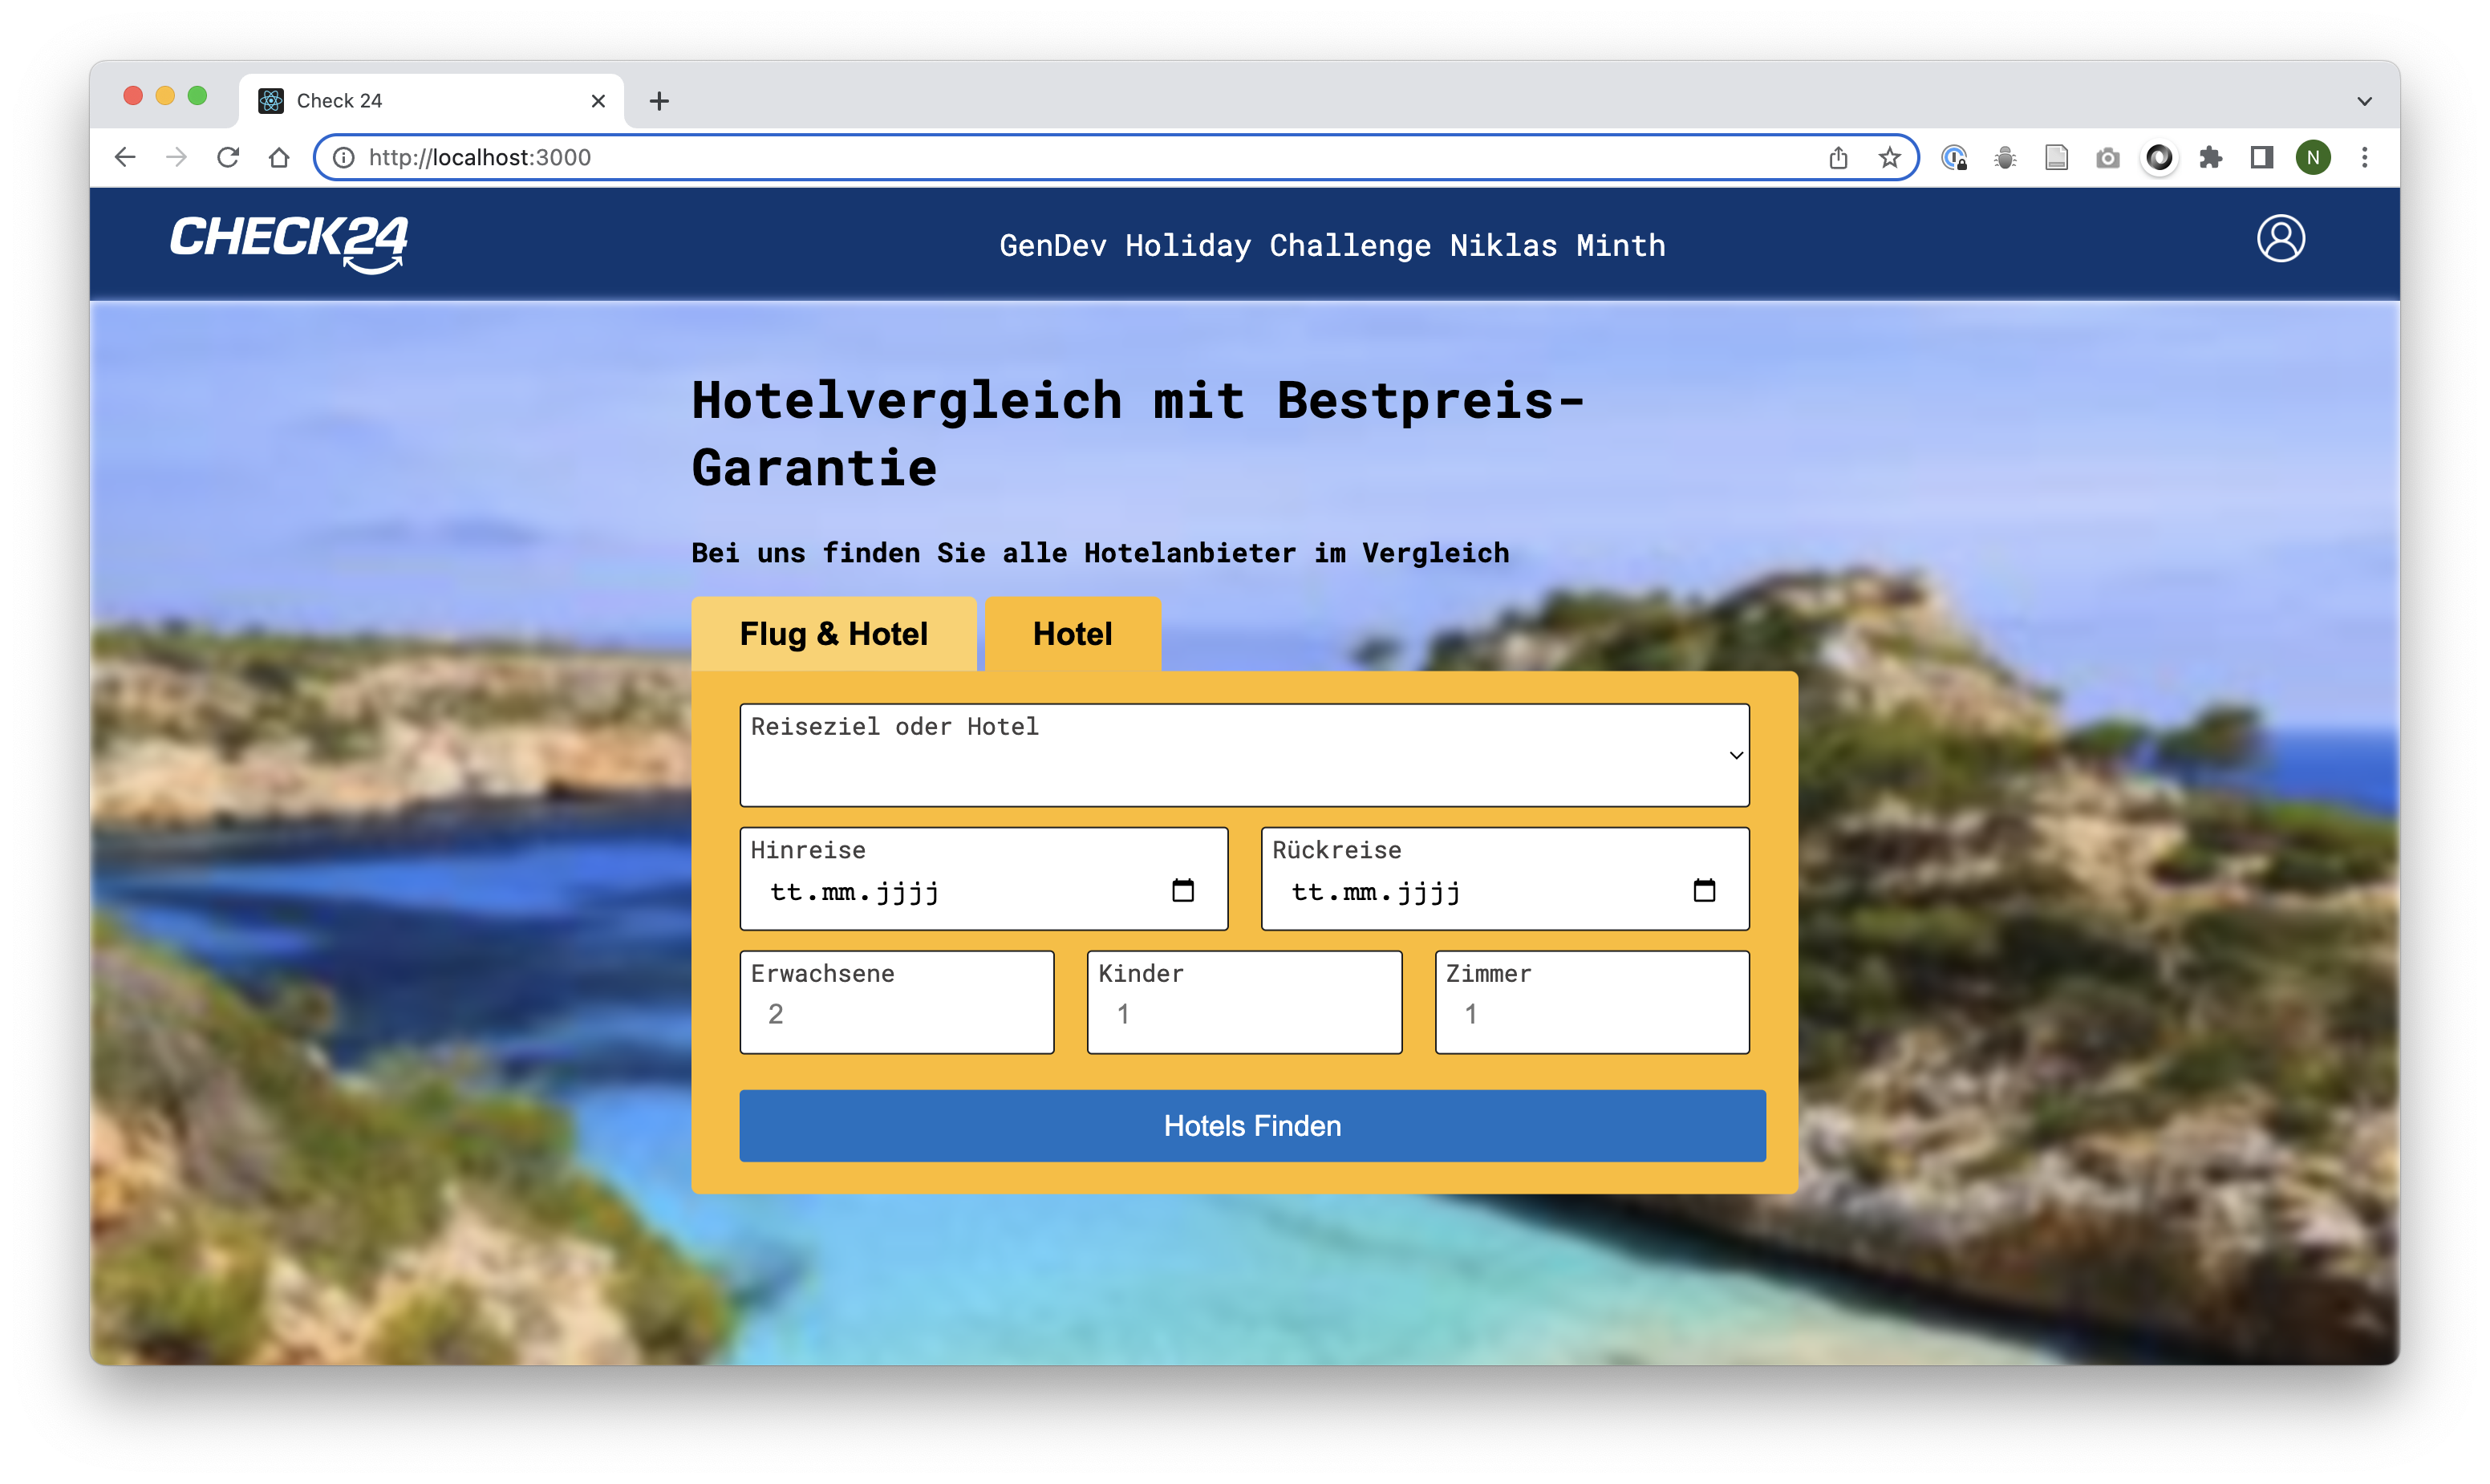 Check 24
http://localhost:3000
N
CHECK24
GenDev Holiday Challenge Niklas Minth
Hotelvergleich mit Bestpreis-
Garantie
Bei uns finden Sie alle Hotelanbieter im Vergleich
Flug & Hotel
Hotel
Reiseziel oder Hotel
Hinreise
Rückreise
tt.mm.jjjj
tt.mm.jjjj
Erwachsene
Kinder
Zimmer
2
1
1
Hotels Finden